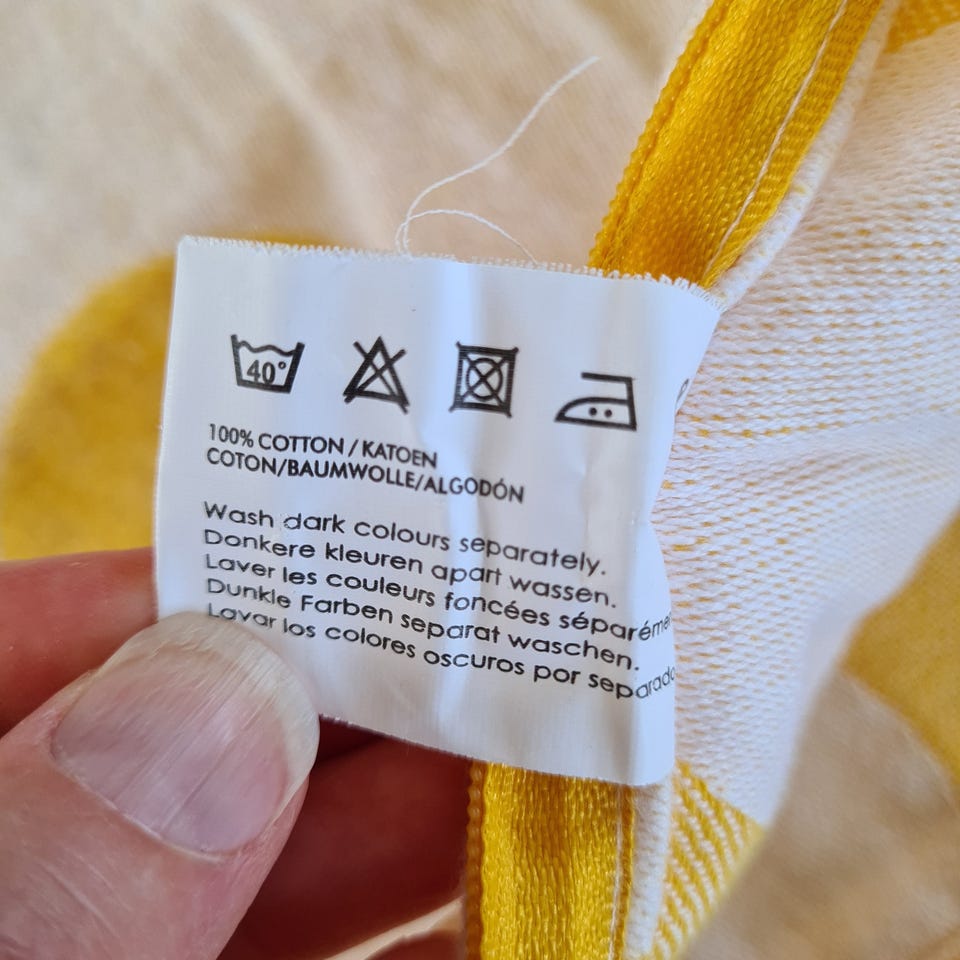 40°
100% COTTON / KATOEN
COTON/BAUMWOLLE/ALGODÓN
Wash dark colours separately.
Donkere kleuren apart wassen.
Laver les couleurs foncées
Dunkle Farben separat waschen.
Lavar los colores oscuros por